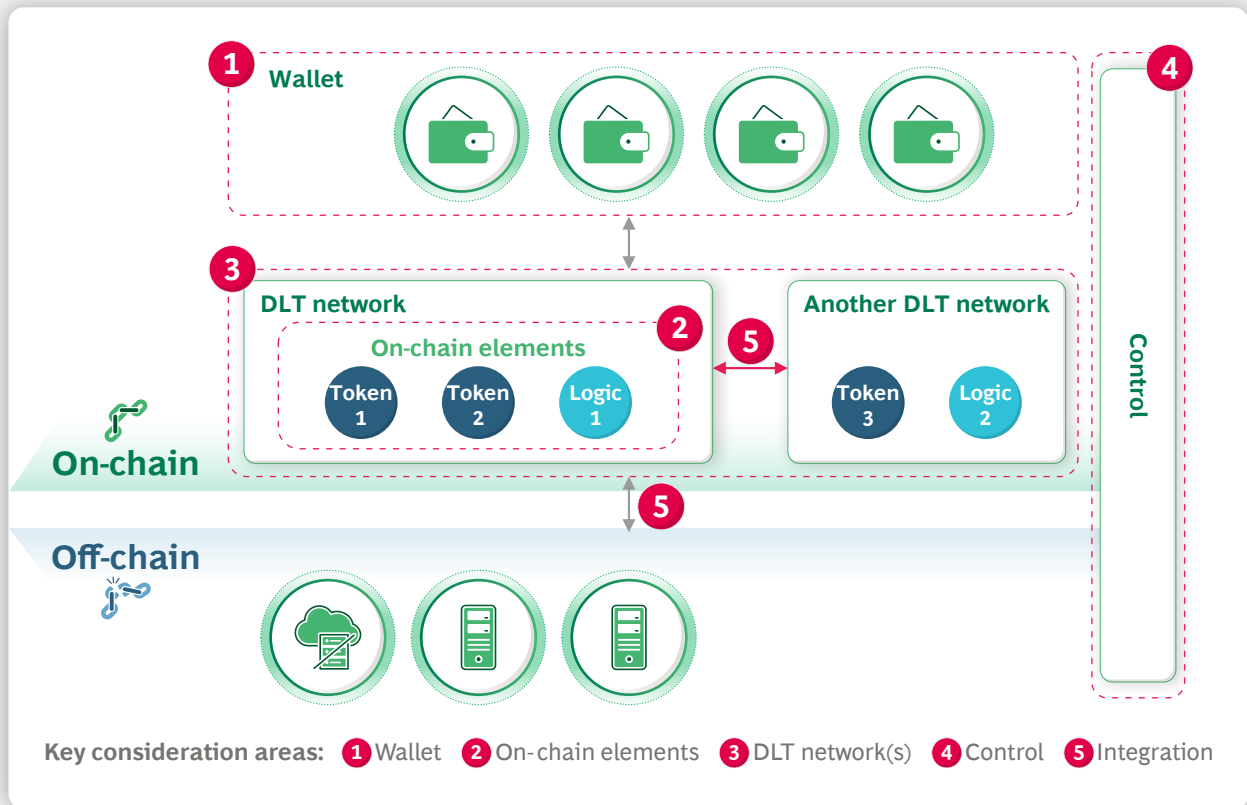 1
Wallet
4
3
DLT network
Another DLT network
2
On-chain elements
5
Token
1
Token
2
Logic
1
Token
3
Logic
2
Control
On-chain
5
Off-chain
Key consideration areas: 1 Wallet 2 On-chain elements 3 DLT network(s) 4 Control 5 Integration